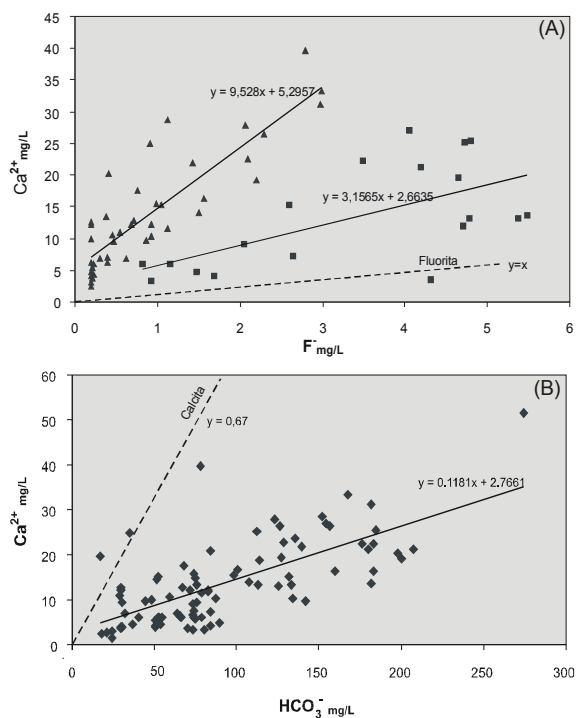 (A)
45
40
35
30
25
20
15
10
5
0
Ca²⁺mg/L
y = 9,528x + 5,2957
y = 3,1565x + 2,6635
Fluorita
y=x
0 1 2 3 4 5 6
F⁻mg/L
(B)
60
50
40
30
20
10
0
Ca²⁺mg/L
Calcita
y = 0,67
y = 0.1181x + 2.7661
0 50 100 150 200 250 300
HCO₃⁻mg/L